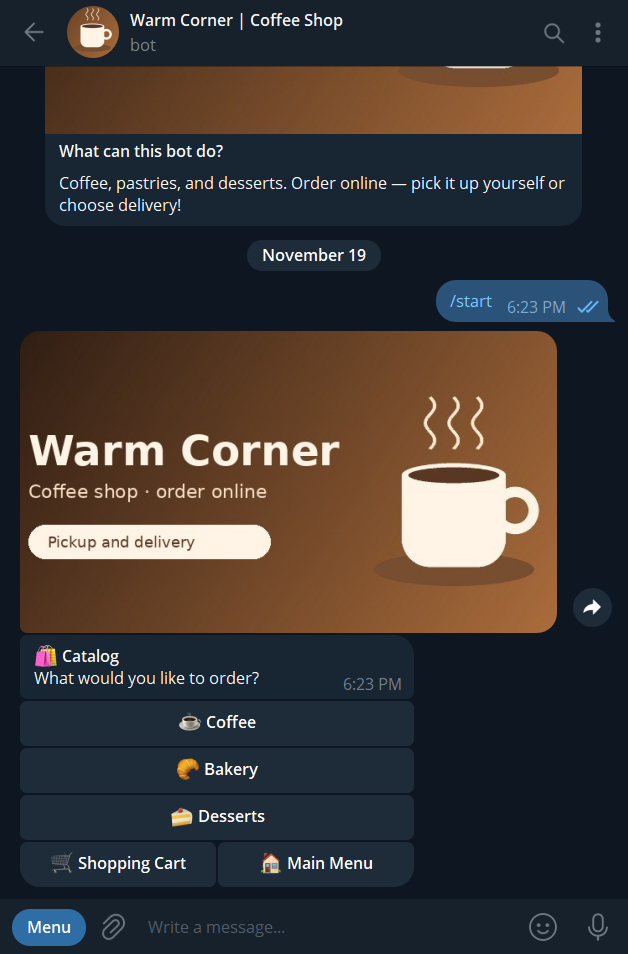 Warm Corner | Coffee Shop
bot
What can this bot do?
Coffee, pastries, and desserts. Order online — pick it up yourself or
choose delivery!
November 19
/start 6:23 PM
Warm Corner
Coffee shop · order online
Pickup and delivery
🛍️ Catalog
What would you like to order?
6:23 PM
☕ Coffee
🥐 Bakery
🍰 Desserts
🛒 Shopping Cart
🏠 Main Menu
Menu
Write a message...